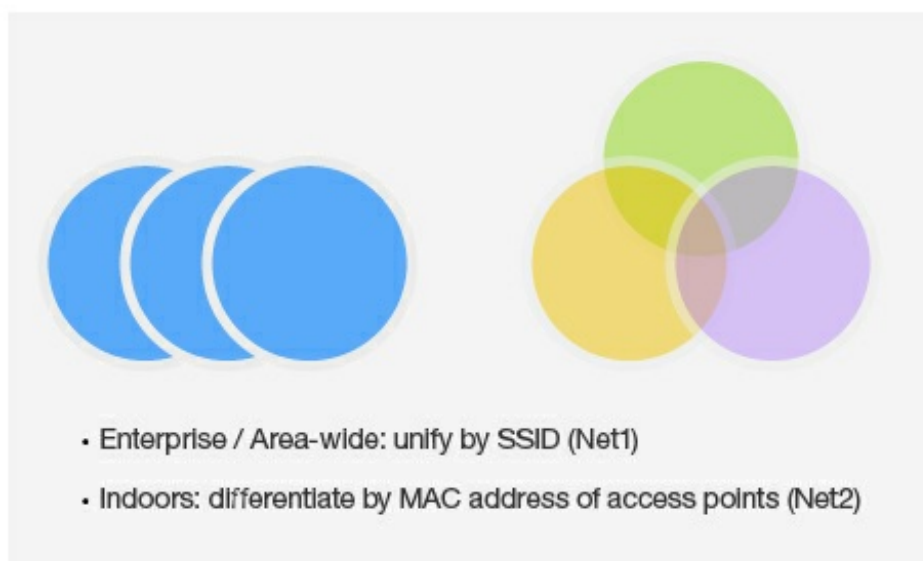 • Enterprise / Area-wide: unify by SSID (Net1)
• Indoors: differentiate by MAC address of access points (Net2)